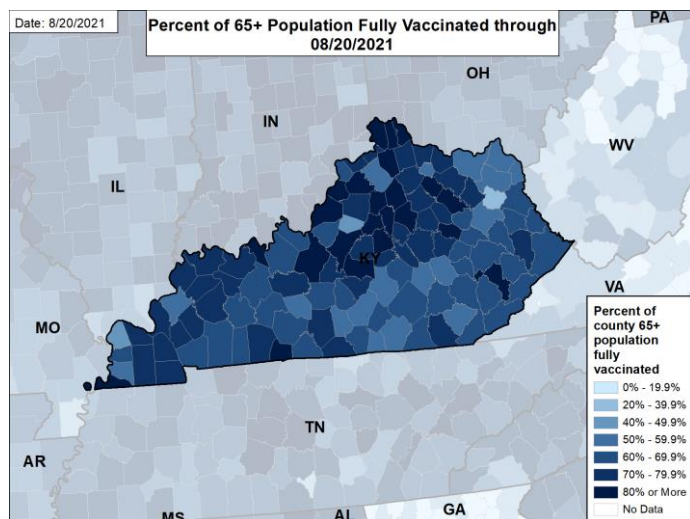 Date: 8/20/2021
Percent of 65+ Population Fully Vaccinated through
08/20/2021
PA
OH
IN
IL
WV
KY
VA
MO
TN
AR
MS
AL
GA
Percent of
county 65+
population
fully
vaccinated
0% - 19.9%
20% - 39.9%
40% - 49.9%
50% - 59.9%
60% - 69.9%
70% - 79.9%
80% or More
No Data